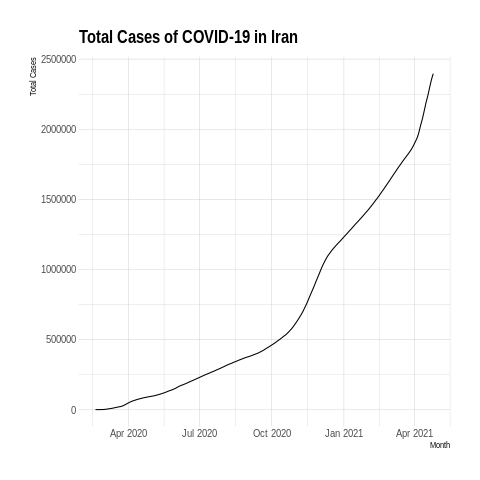 Total Cases of COVID-19 in Iran
Total Cases
2500000
2000000
1500000
1000000
500000
0
Apr 2020 Jul 2020 Oct 2020 Jan 2021 Apr 2021
Month